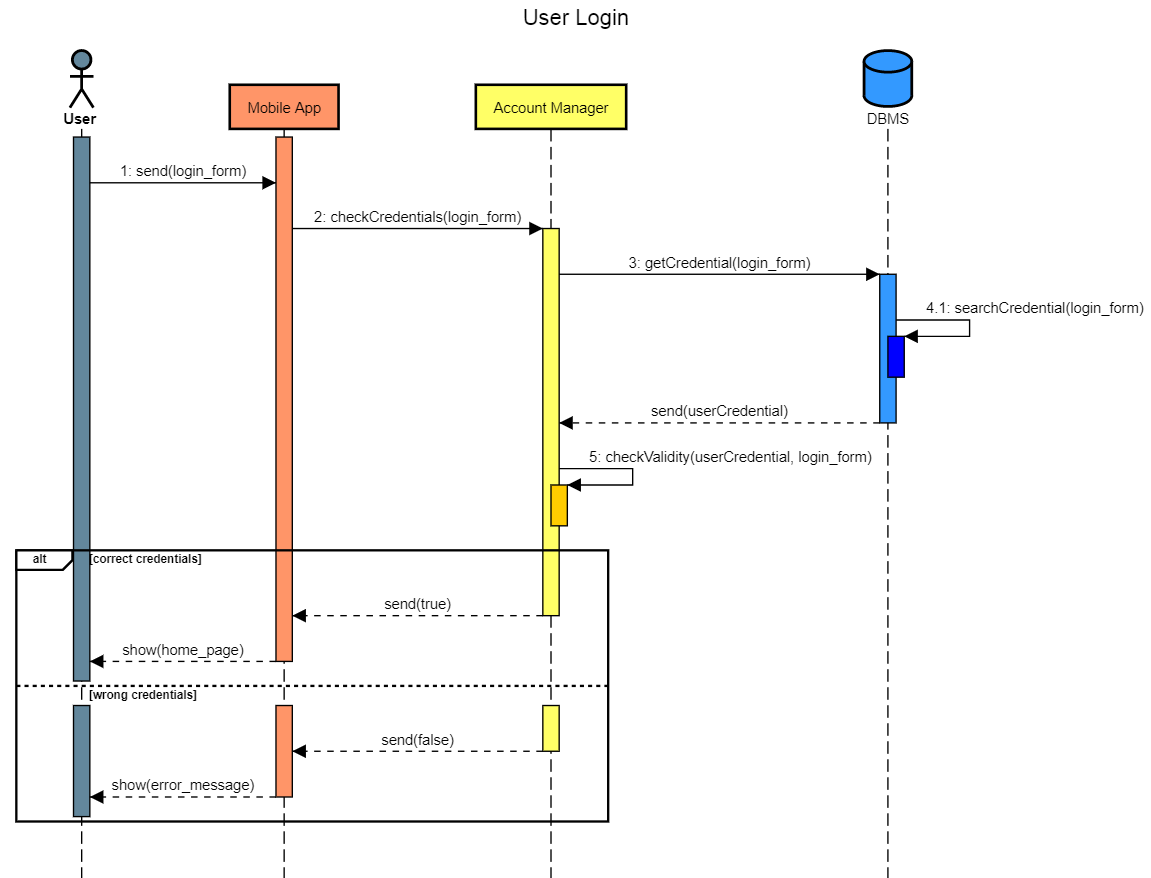 User Login
User
Mobile App
Account Manager
DBMS
1: send(login_form)
2: checkCredentials(login_form)
3: getCredential(login_form)
4.1: searchCredential(login_form)
send(userCredential)
5: checkValidity(userCredential, login_form)
alt
[correct credentials]
send(true)
show(home_page)
[wrong credentials]
send(false)
show(error_message)